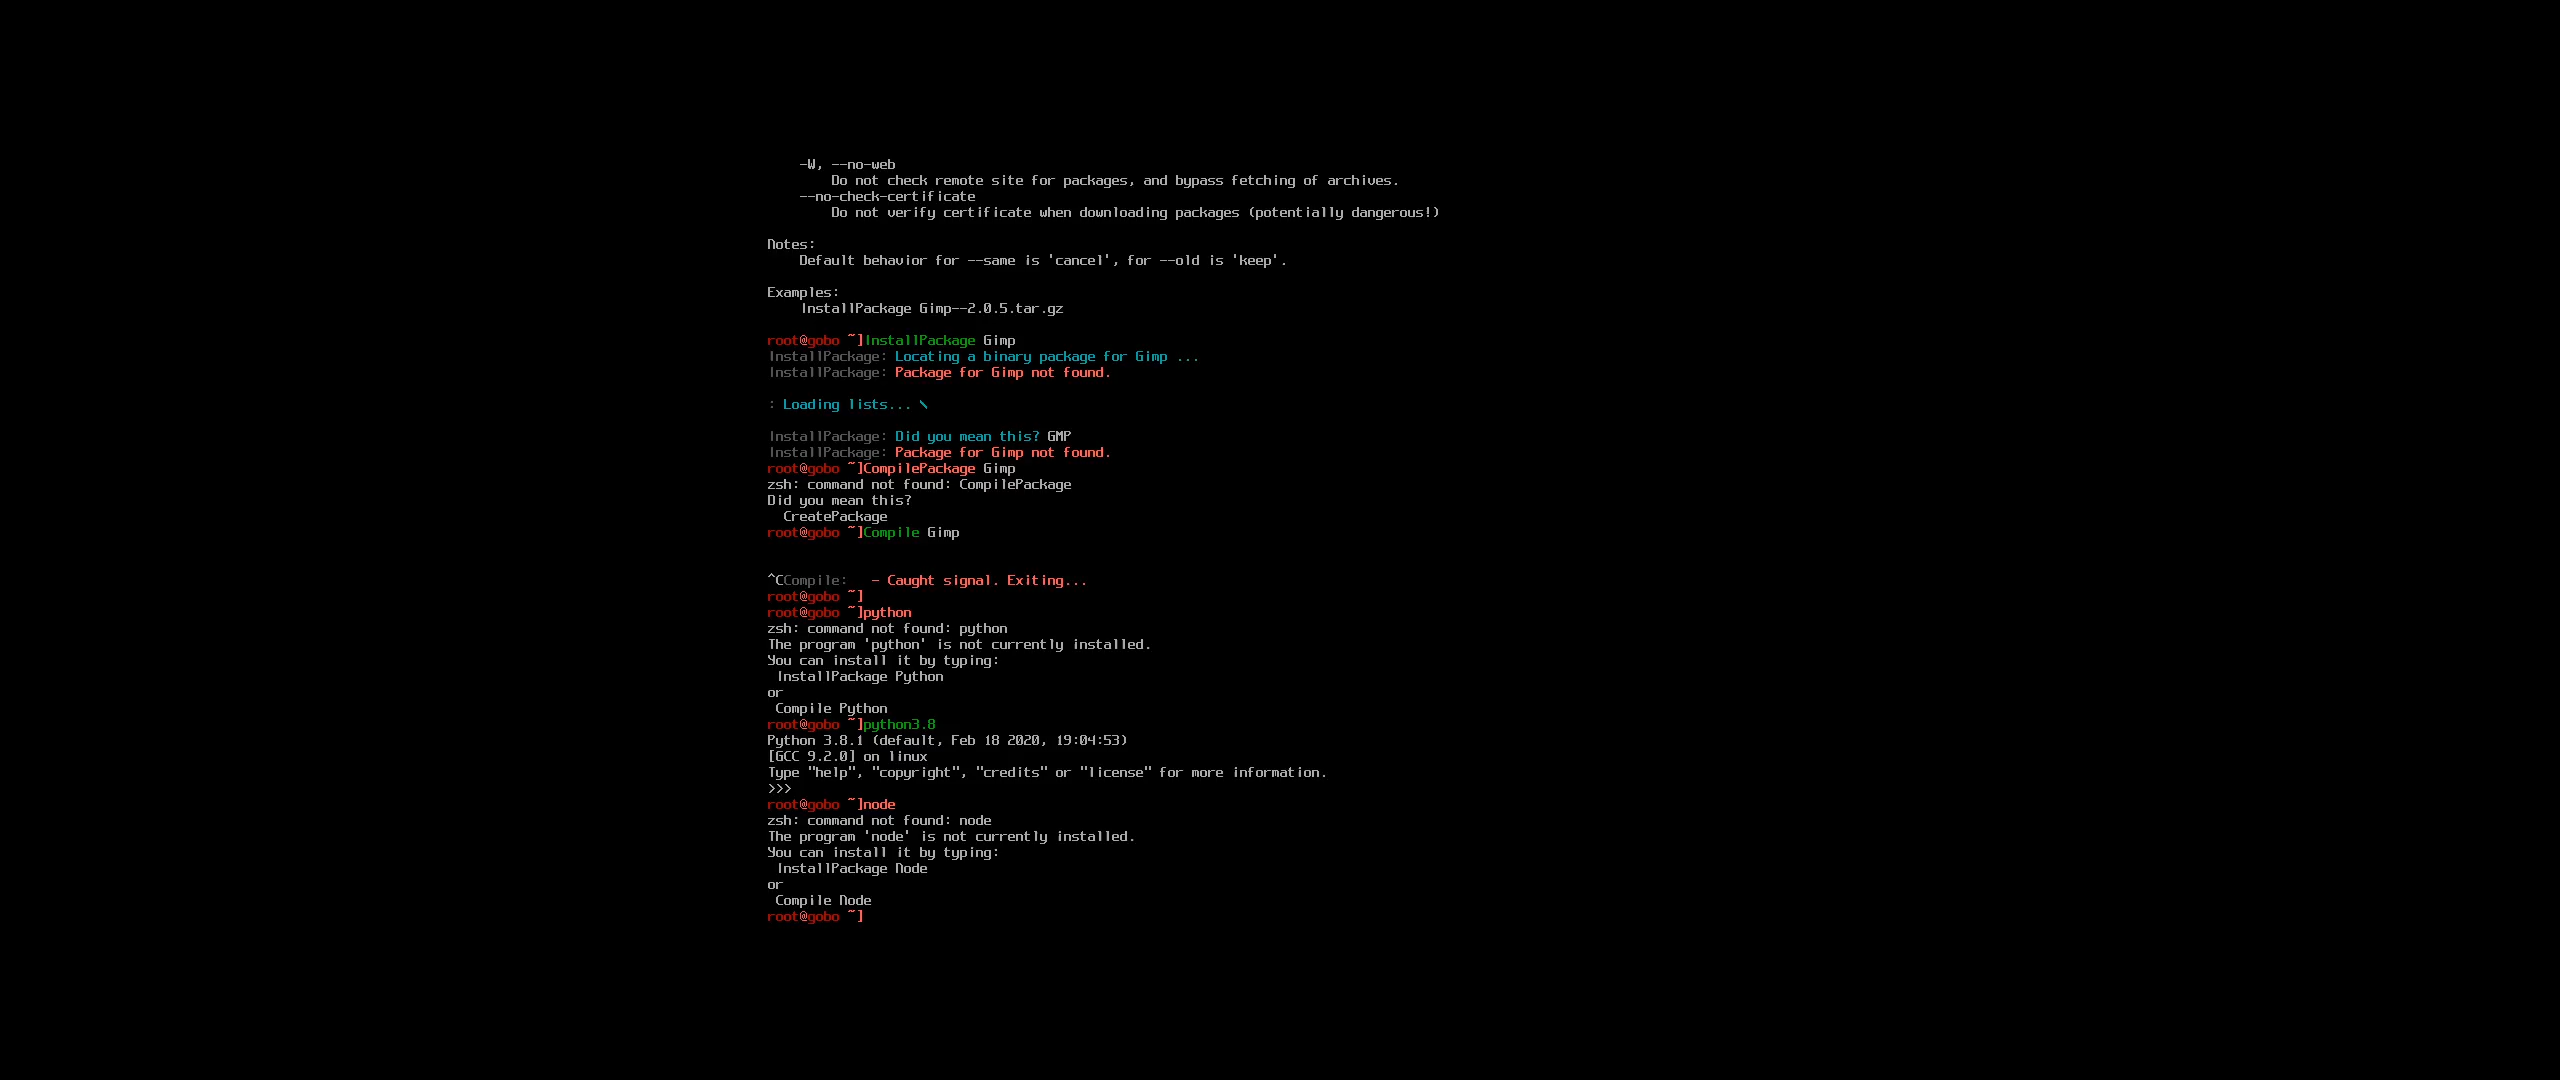 -W, --no-web
Do not check remote site for packages, and bypass fetching of archives.
--no-check-certificate
Do not verify certificate when downloading packages (potentially dangerous!)
Notes:
Default behavior for --same is 'cancel', for --old is 'keep'.
Examples:
InstallPackage Gimp--2.0.5.tar.gz
root@gobo ~]InstallPackage Gimp
InstallPackage: Locating a binary package for Gimp ...
InstallPackage: Package for Gimp not found.
: Loading lists... \
InstallPackage: Did you mean this? GMP
InstallPackage: Package for Gimp not found.
root@gobo ~]CompilePackage Gimp
zsh: command not found: CompilePackage
Did you mean this?
CreatePackage
root@gobo ~]Compile Gimp
^CCompile:  - Caught signal. Exiting...
root@gobo ~]
root@gobo ~]python
zsh: command not found: python
The program 'python' is not currently installed.
You can install it by typing:
InstallPackage Python
or
Compile Python
root@gobo ~]python3.8
Python 3.8.1 (default, Feb 18 2020, 19:04:53)
[GCC 9.2.0] on linux
Type "help", "copyright", "credits" or "license" for more information.
>>>
root@gobo ~]node
zsh: command not found: node
The program 'node' is not currently installed.
You can install it by typing:
InstallPackage Node
or
Compile Node
root@gobo ~]